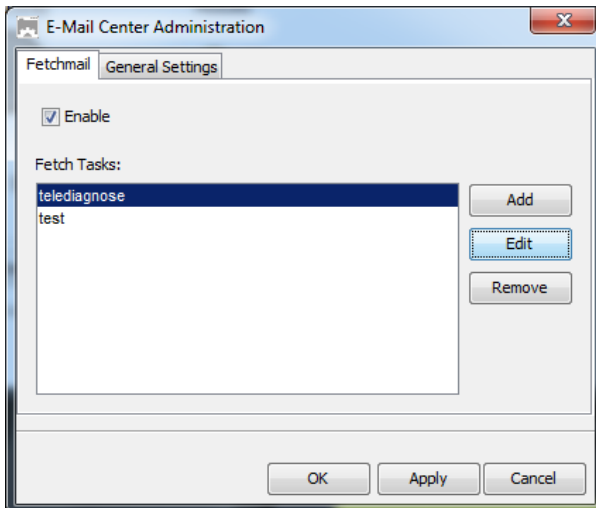 E-Mail Center Administration
Fetchmail General Settings
Enable
Fetch Tasks:
telediagnose
test
Add
Edit
Remove
OK Apply Cancel